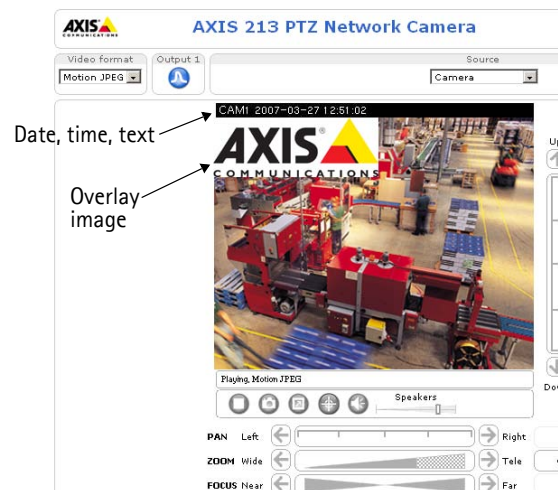 AXIS
COMMUNICATIONS
AXIS 213 PTZ Network Camera
Video format
Output 1
Source
Motion JPEG
Camera
CAM1 2007-03-27 12:51:02
Date, time, text
AXIS
COMMUNICATIONS
Overlay
image
Playing, Motion JPEG
Speakers
PAN Left
Right
ZOOM Wide
Tele
FOCUS Near
Far